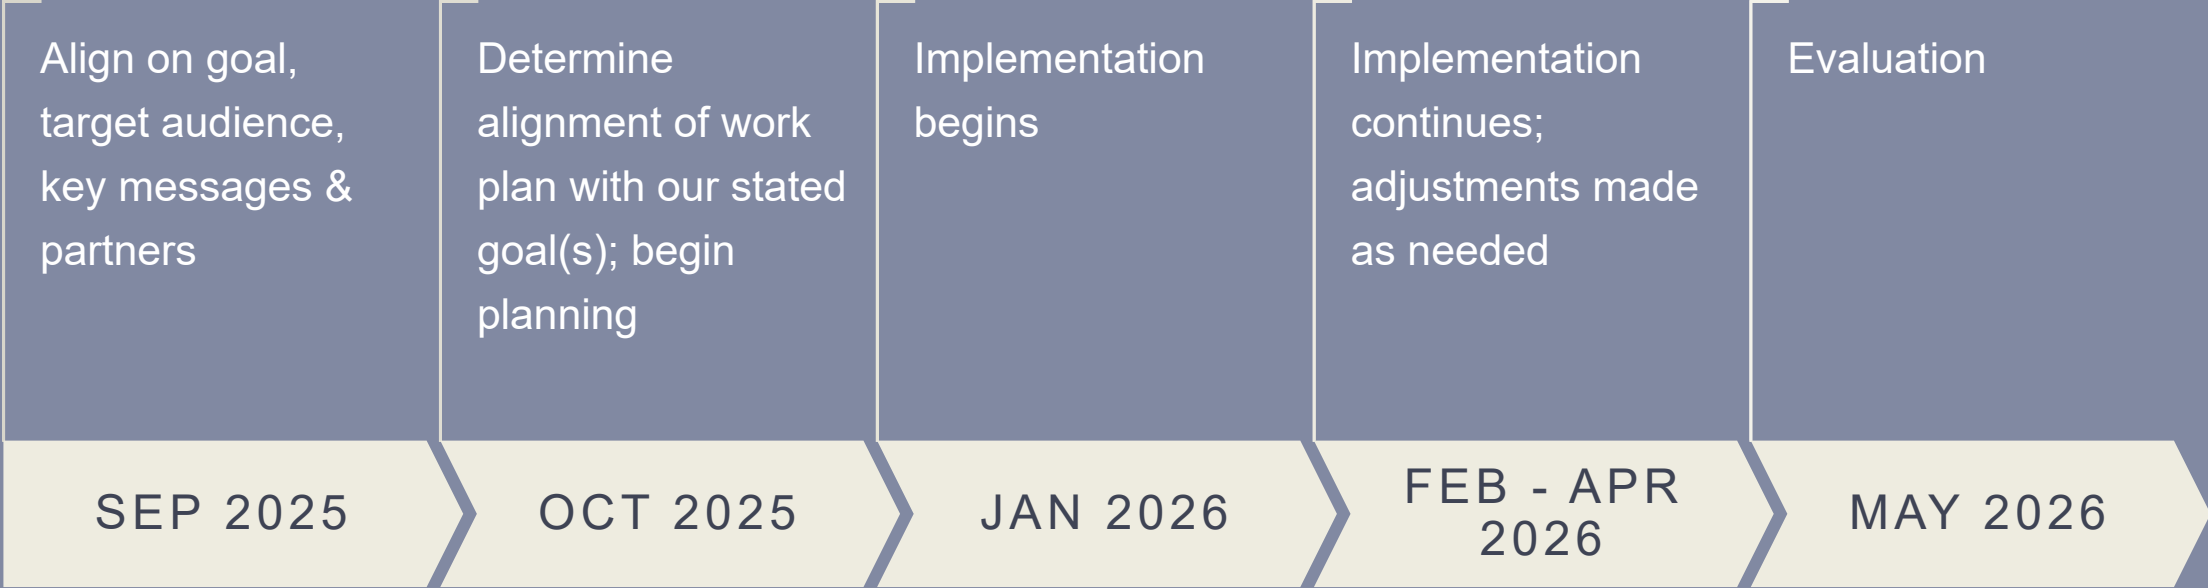 Align on goal,
target audience,
key messages &
partners
Determine
alignment of work
plan with our stated
goal(s); begin
planning
Implementation
begins
Implementation
continues;
adjustments made
as needed
Evaluation
SEP 2025
OCT 2025
JAN 2026
FEB - APR
2026
MAY 2026